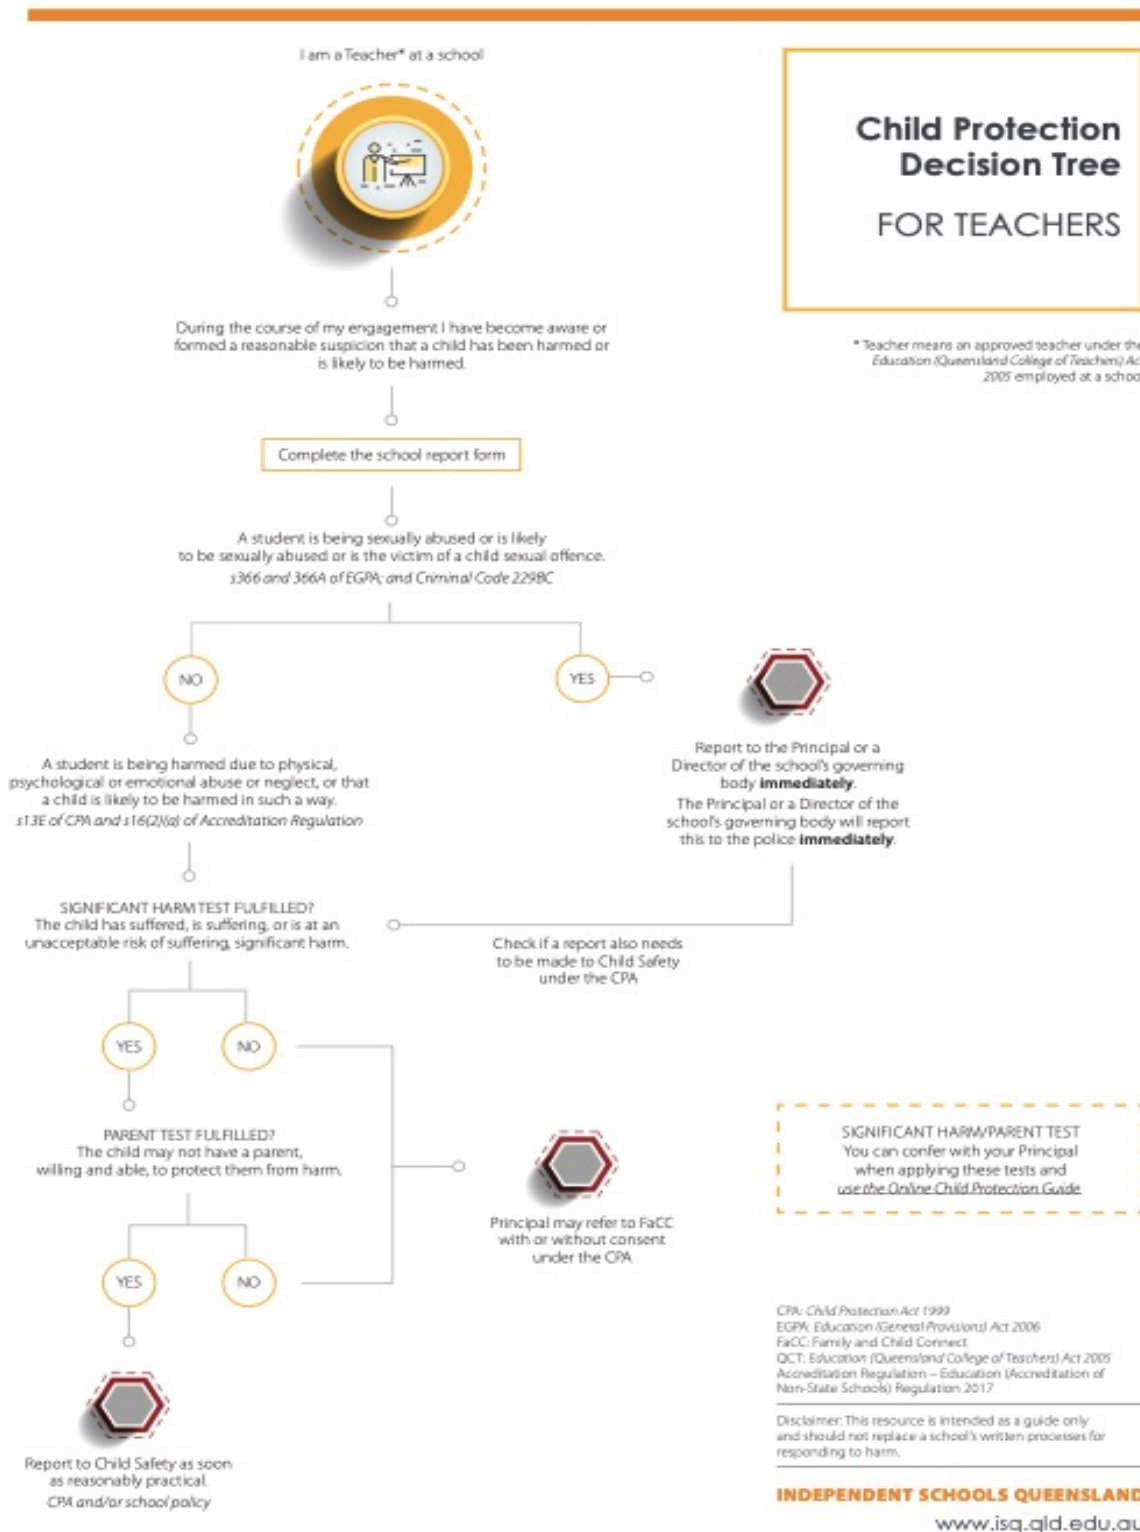 I am a Teacher* at a school
Child Protection
Decision Tree
FOR TEACHERS
* Teacher means an approved teacher under the
Education (Queensland College of Teachers) Act
2005 employed at a school
During the course of my engagement I have become aware or
formed a reasonable suspicion that a child has been harmed or
is likely to be harmed.
Complete the school report form
A student is being sexually abused or is likely
to be sexually abused or is the victim of a child sexual offence.
s366 and 366A of EGPA; and Criminal Code 229BC
NO
YES
A student is being harmed due to physical,
psychological or emotional abuse or neglect, or that
a child is likely to be harmed in such a way.
s13E of CPA and s16(2)(a) of Accreditation Regulation
Report to the Principal or a
Director of the school's governing
body immediately.
The Principal or a Director of the
school's governing body will report
this to the police immediately.
SIGNIFICANT HARM TEST FULFILLED?
The child has suffered, is suffering, or is at an
unacceptable risk of suffering, significant harm.
Check if a report also needs
to be made to Child Safety
under the CPA
YES
NO
PARENT TEST FULFILLED?
The child may not have a parent,
willing and able, to protect them from harm.
Principal may refer to FaCC
with or without consent
under the CPA
SIGNIFICANT HARM/PARENT TEST
You can confer with your Principal
when applying these tests and
use the Online Child Protection Guide
YES
NO
Report to Child Safety as soon
as reasonably practical.
CPA and/or school policy
CPA: Child Protection Act 1999
EGPA: Education (General Provisions) Act 2006
FaCC: Family and Child Connect
QCT: Education (Queensland College of Teachers) Act 2005
Accreditation Regulation – Education (Accreditation of
Non-State Schools) Regulation 2017
Disclaimer: This resource is intended as a guide only
and should not replace a school's written processes for
responding to harm.
INDEPENDENT SCHOOLS QUEENSLAND
www.isq.qld.edu.au